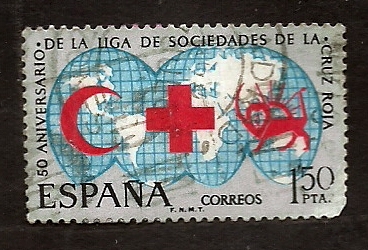 50 ANIVERSARIO · DE LA LIGA DE SOCIEDADES DE LA · CRUZ ROJA
ESPAÑA CORREOS 1'50
F.N.M.T. PTA.